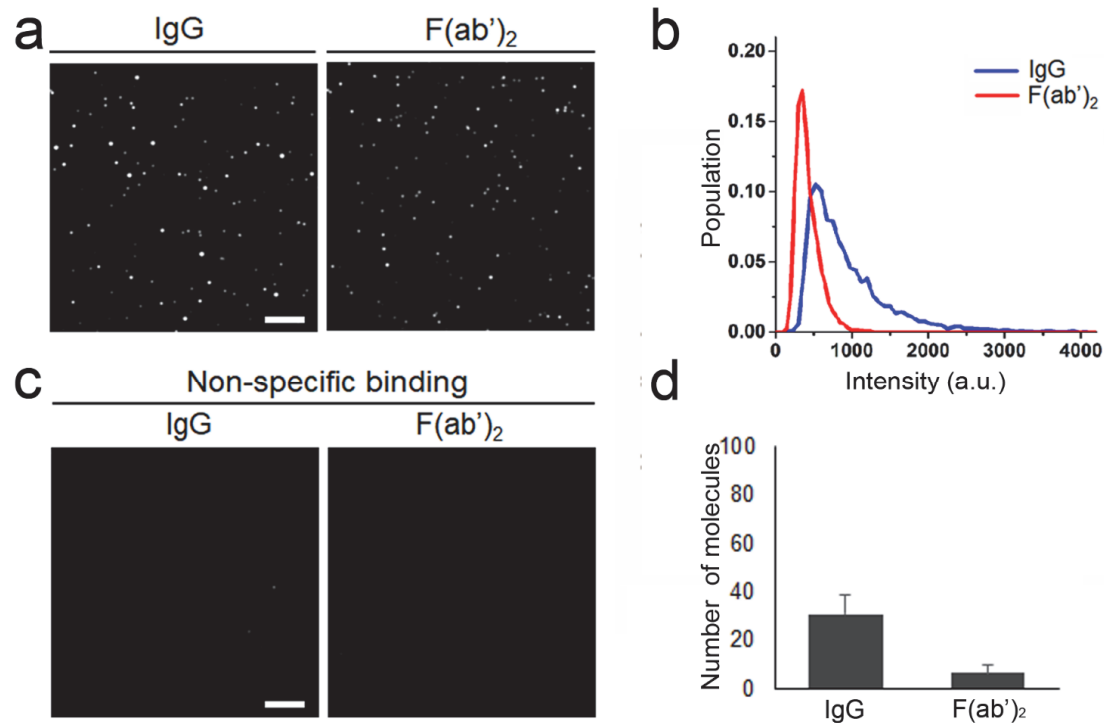 a
IgG
F(ab’)₂
b
0.20
0.15
0.10
0.05
0.00
Population
IgG
F(ab’)₂
0
1000
2000
3000
4000
Intensity (a.u.)
c
Non-specific binding
IgG
F(ab’)₂
d
Number of molecules
100
80
60
40
20
0
IgG
F(ab’)₂